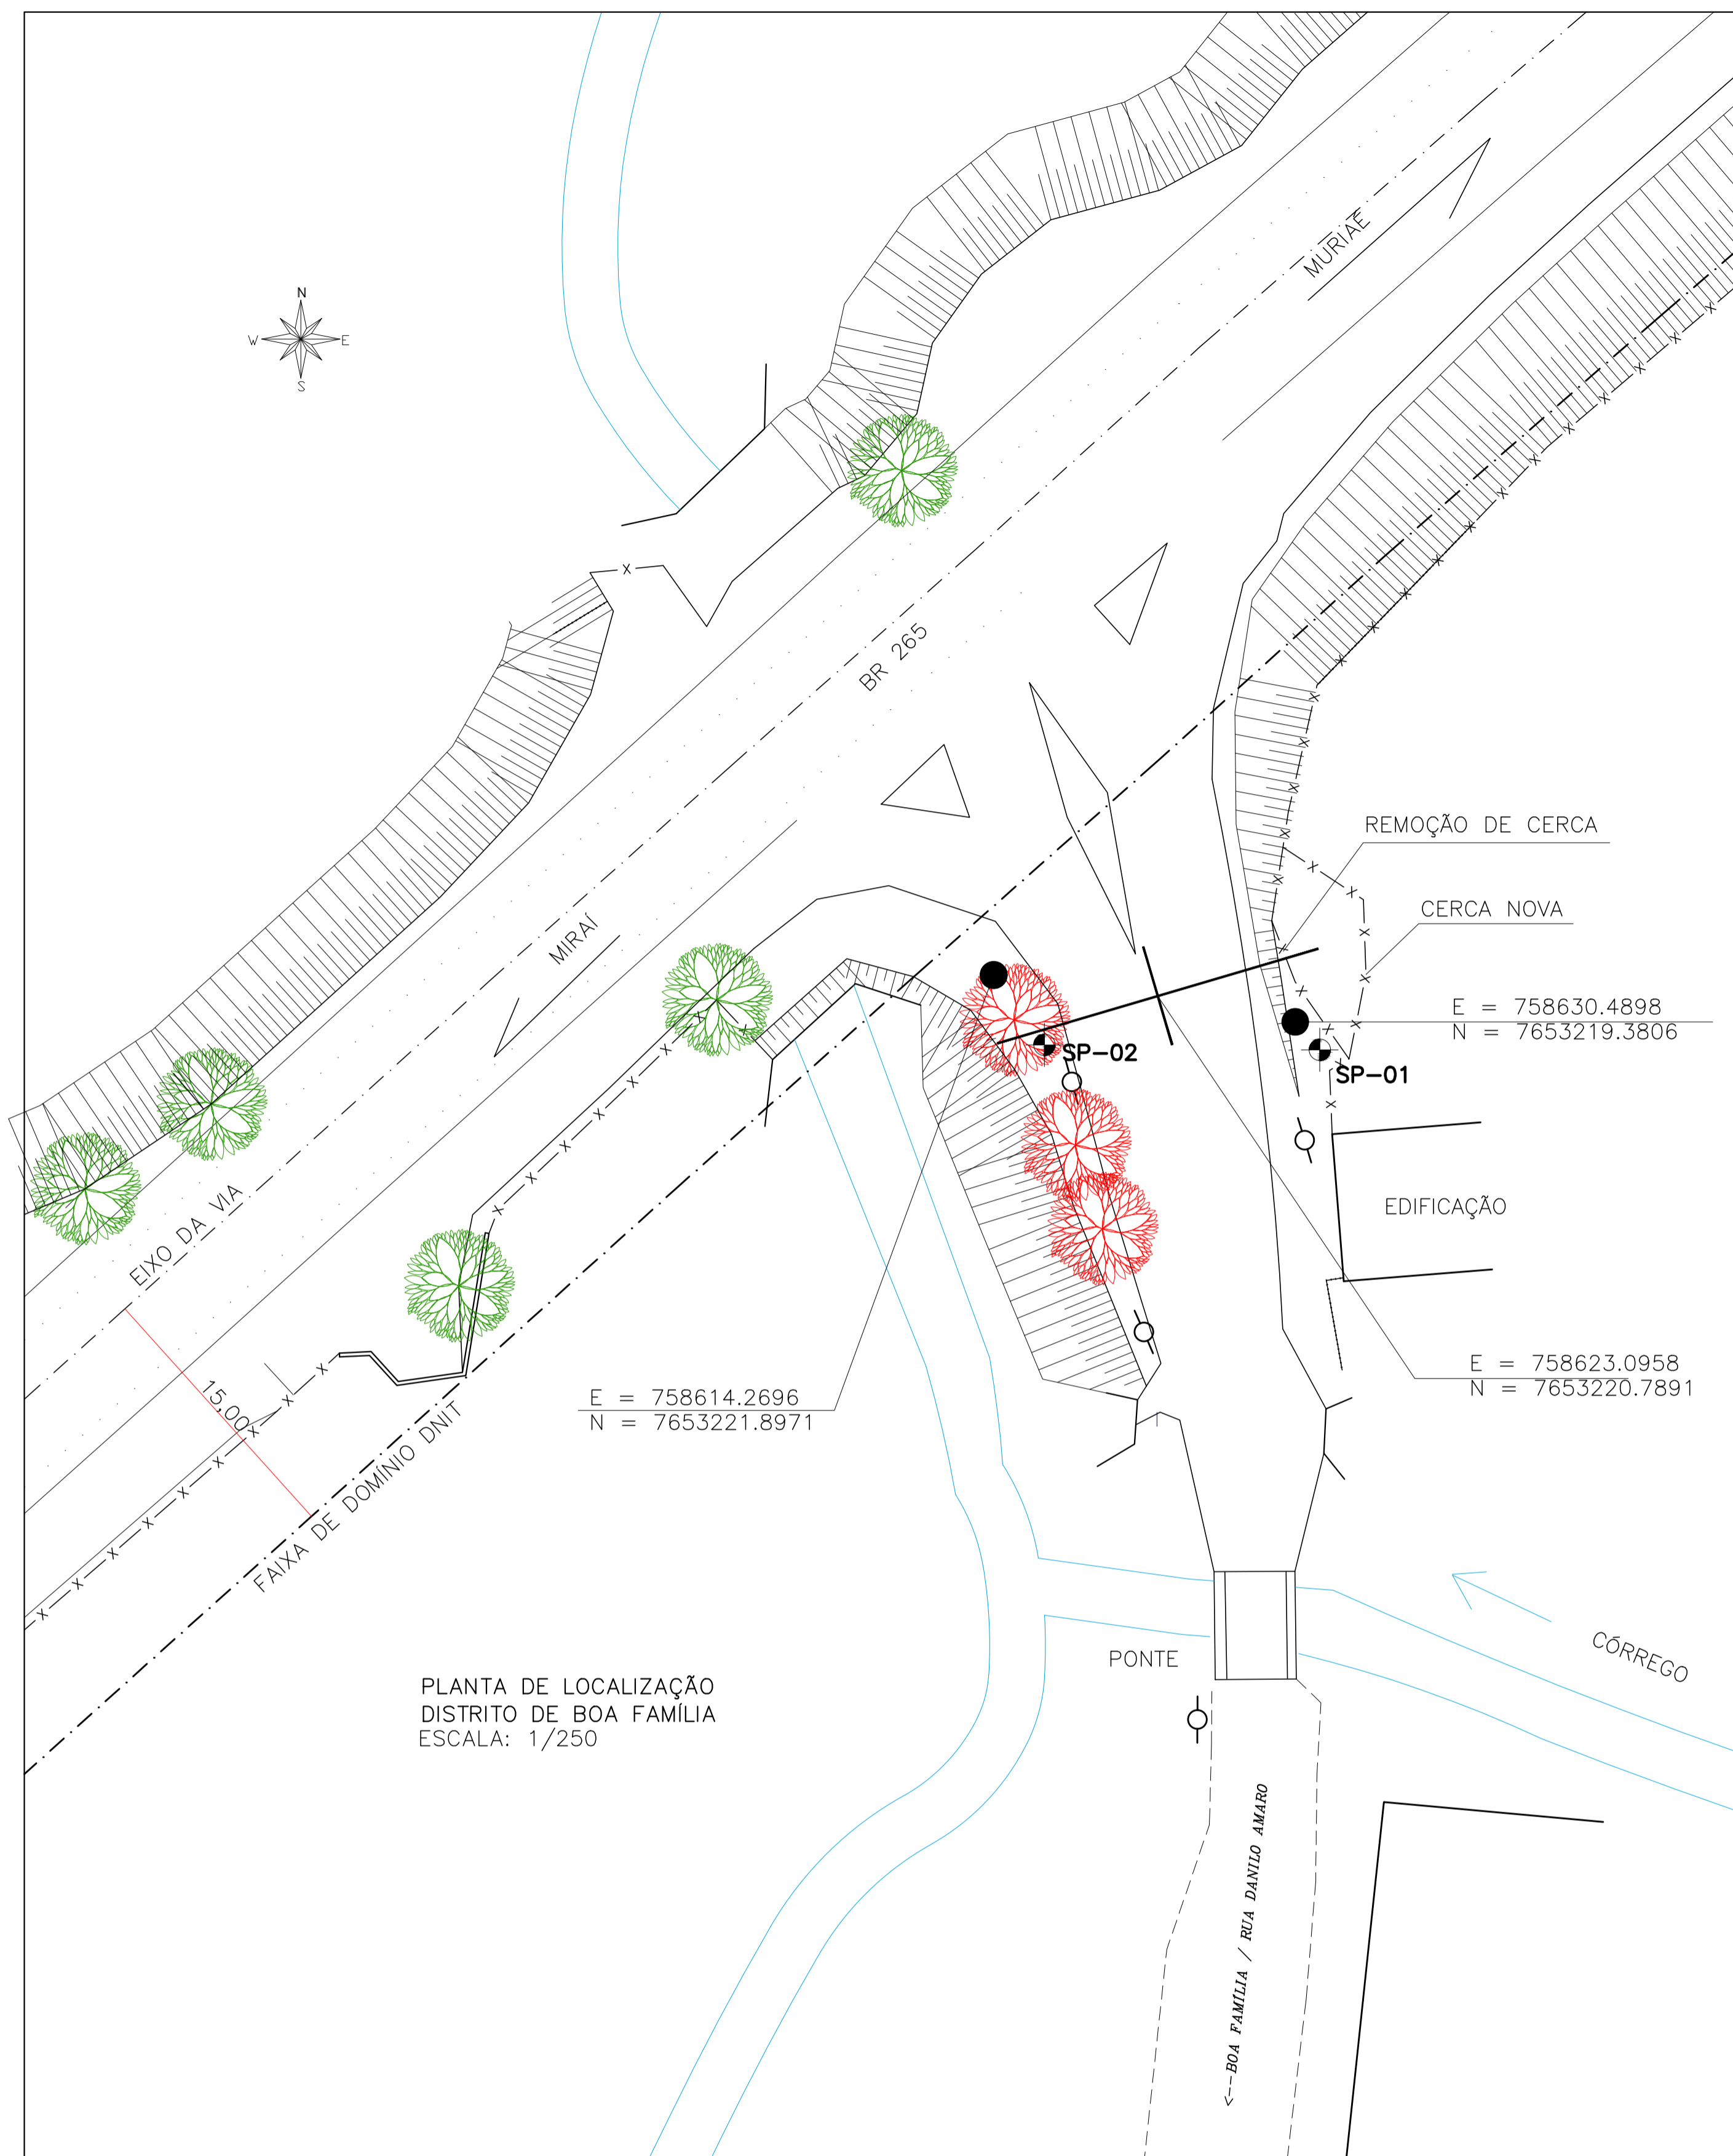 N
W E
S
MURIAÉ
BR 265
REMOÇÃO DE CERCA
CERCA NOVA
MIRAÍ
E = 758630.4898
N = 7653219.3806
SP-02
SP-01
EIXO DA VIA
EDIFICAÇÃO
E = 758623.0958
N = 7653220.7891
E = 758614.2696
N = 7653221.8971
15,00
FAIXA DE DOMÍNIO DNIT
CÓRREGO
PONTE
PLANTA DE LOCALIZAÇÃO
DISTRITO DE BOA FAMÍLIA
ESCALA: 1/250
<--BOA FAMÍLIA / RUA DANILO AMARO